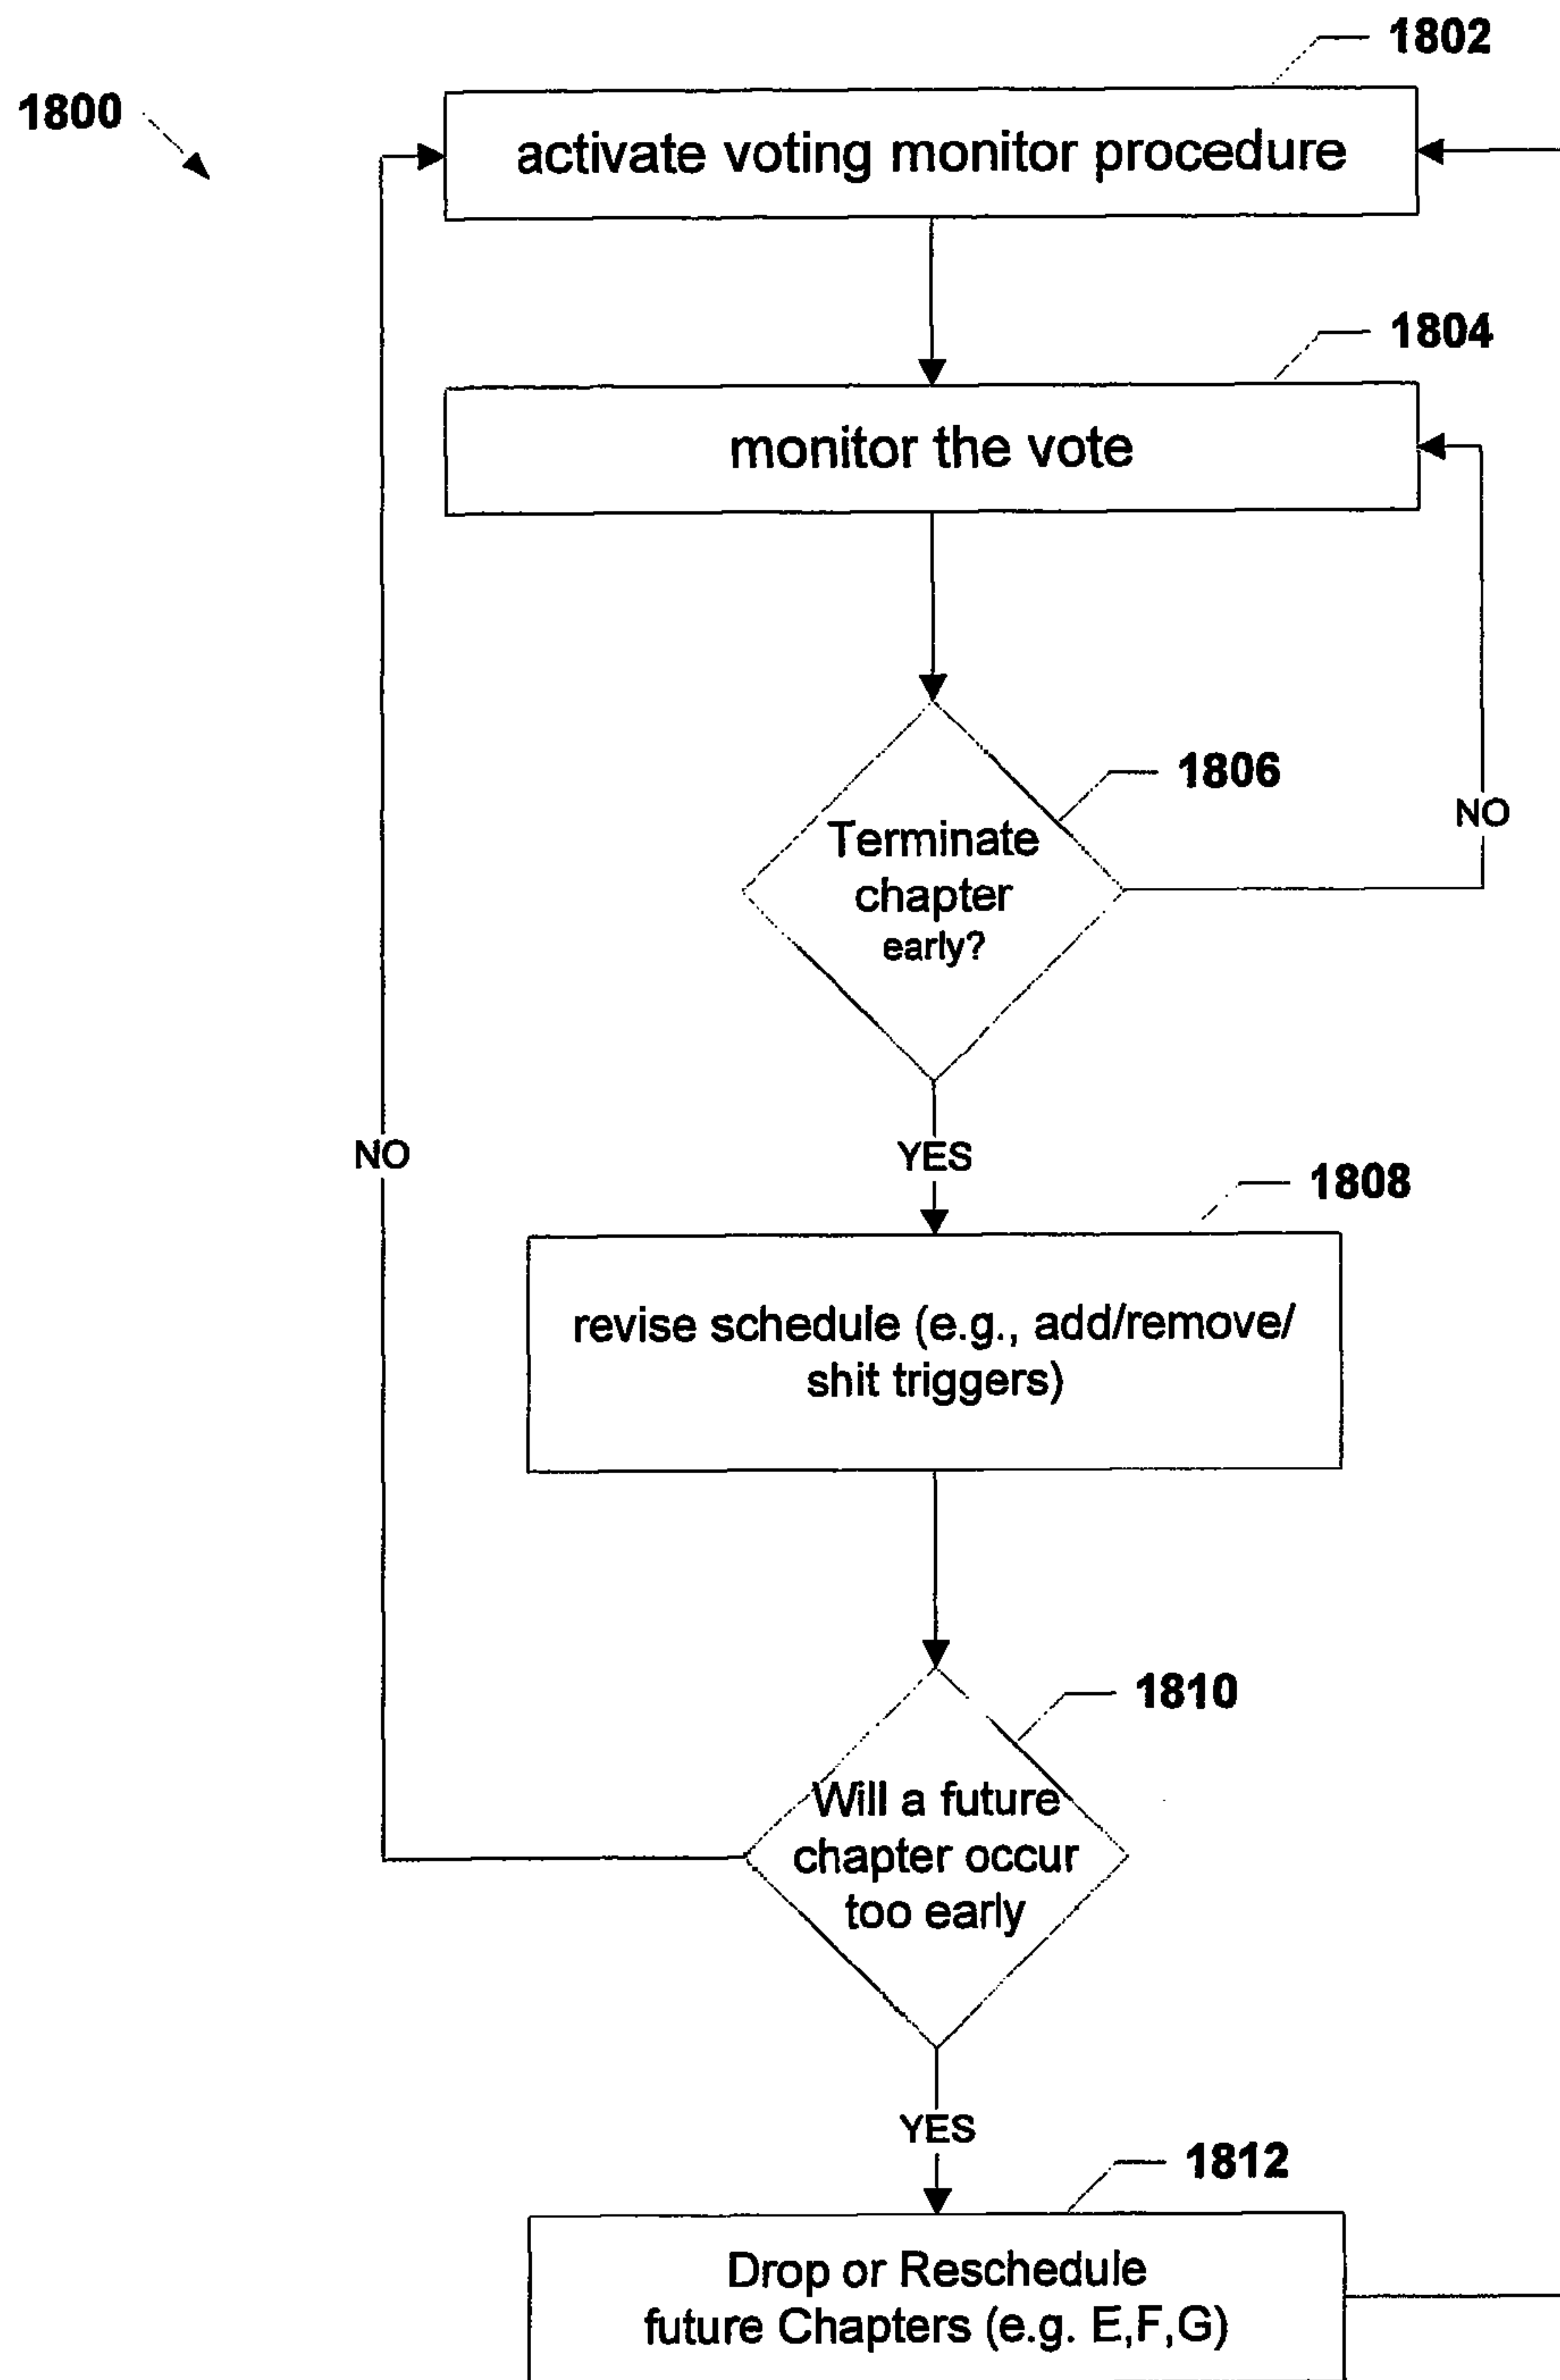 1802
1800
activate voting monitor procedure
1804
monitor the vote
1806
Terminate
chapter
early?
NO
NO
YES
1808
revise schedule (e.g., add/remove/
shit triggers)
1810
Will a future
chapter occur
too early
YES
1812
Drop or Reschedule
future Chapters (e.g. E,F,G)